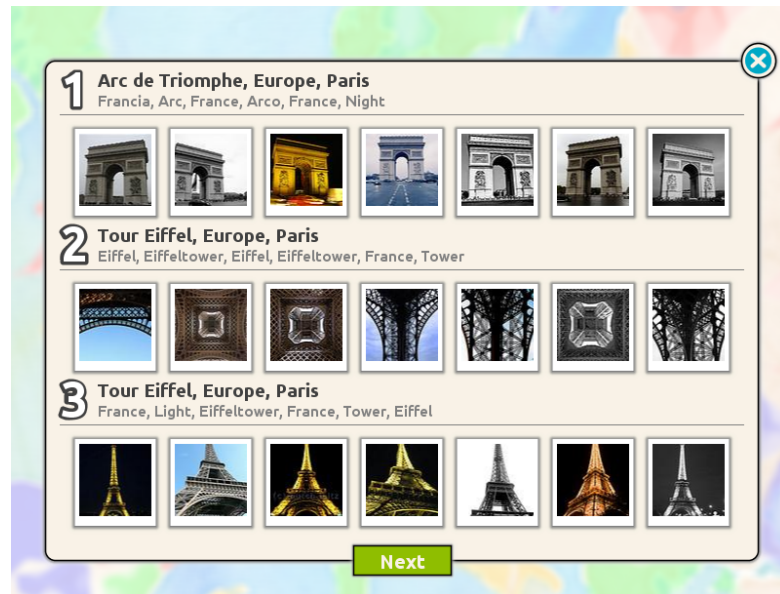 1 Arc de Triomphe, Europe, Paris
Francia, Arc, France, Arco, France, Night
2 Tour Eiffel, Europe, Paris
Eiffel, Eiffeltower, Eiffel, Eiffeltower, France, Tower
3 Tour Eiffel, Europe, Paris
France, Light, Eiffeltower, France, Tower, Eiffel
Next